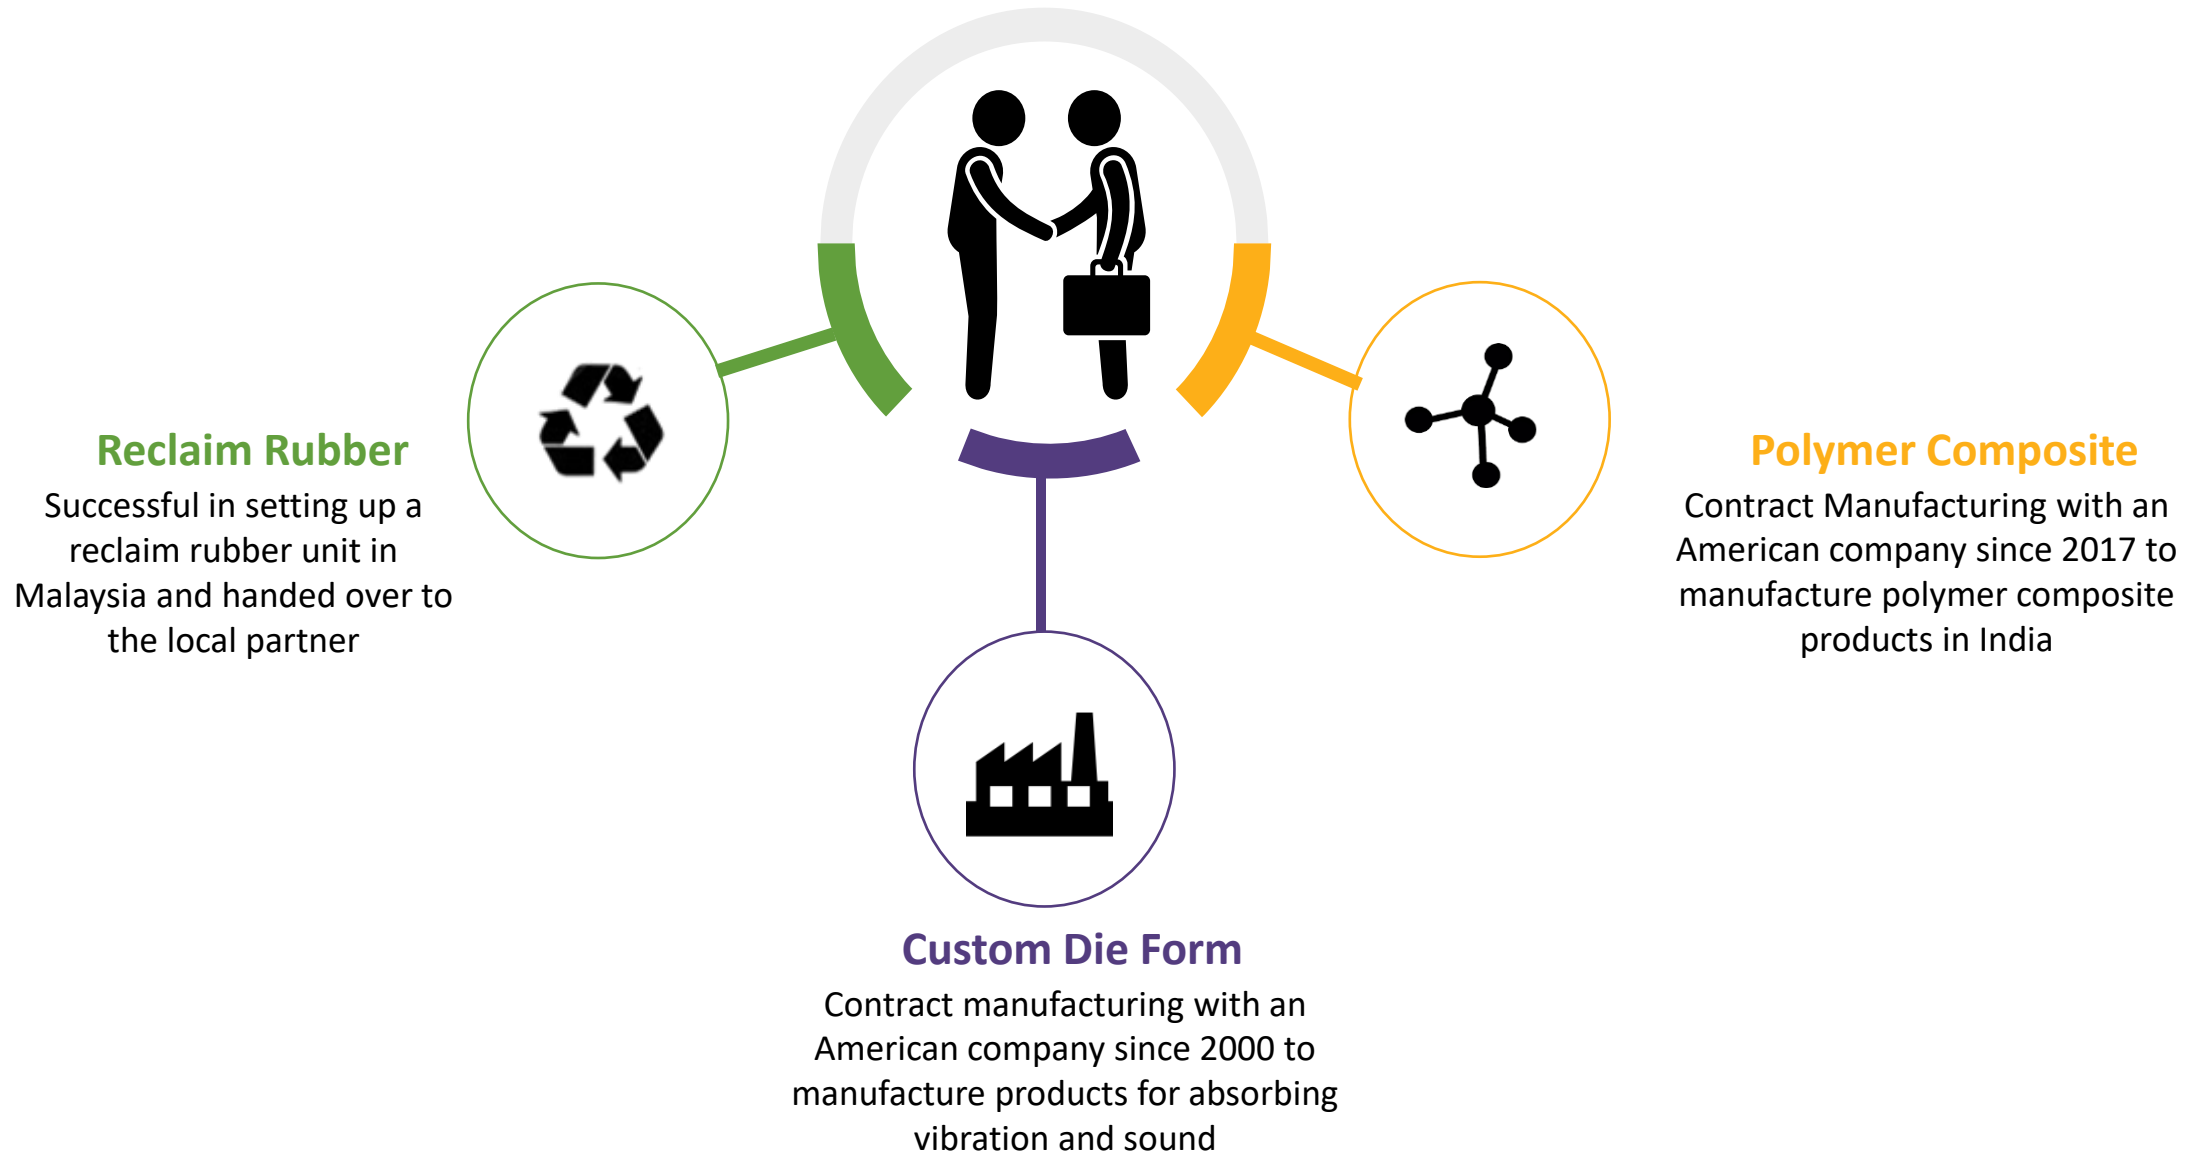 Reclaim Rubber
Successful in setting up a
reclaim rubber unit in
Malaysia and handed over to
the local partner
Custom Die Form
Contract manufacturing with an
American company since 2000 to
manufacture products for absorbing
vibration and sound
Polymer Composite
Contract Manufacturing with an
American company since 2017 to
manufacture polymer composite
products in India